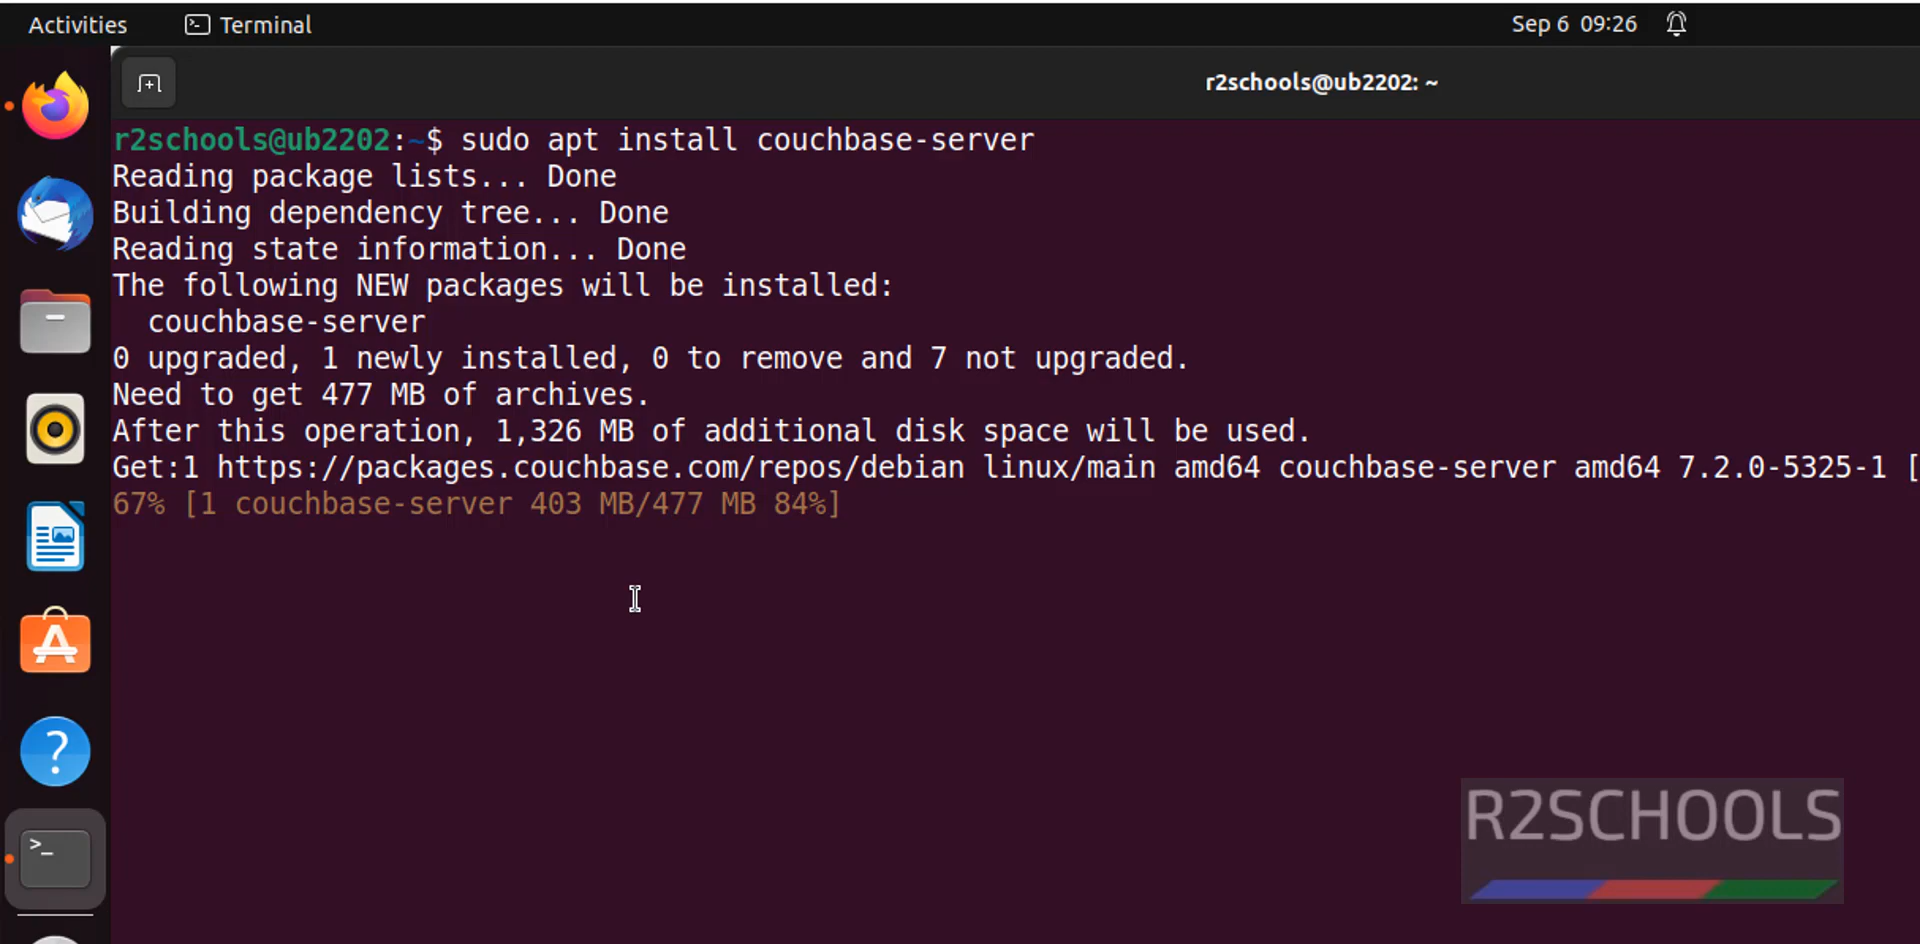 Activities Terminal Sep 6 09:26
r2schools@ub2202: ~
r2schools@ub2202:~$ sudo apt install couchbase-server
Reading package lists... Done
Building dependency tree... Done
Reading state information... Done
The following NEW packages will be installed:
  couchbase-server
0 upgraded, 1 newly installed, 0 to remove and 7 not upgraded.
Need to get 477 MB of archives.
After this operation, 1,326 MB of additional disk space will be used.
Get:1 https://packages.couchbase.com/repos/debian linux/main amd64 couchbase-server amd64 7.2.0-5325-1 [
67% [1 couchbase-server 403 MB/477 MB 84%]
R2SCHOOLS